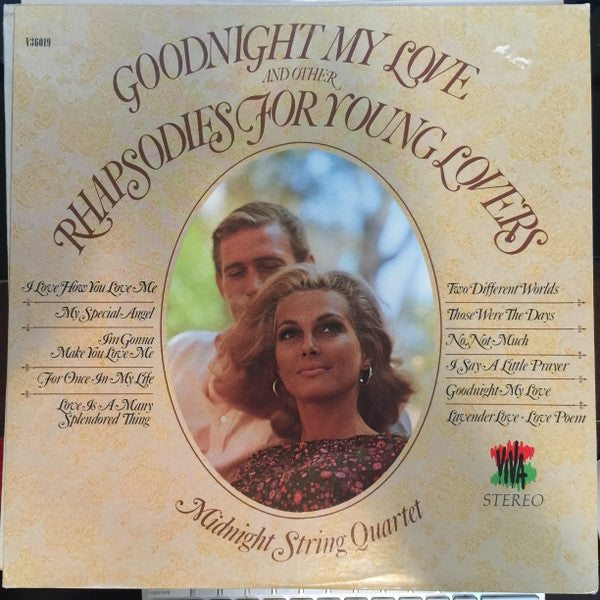 V36019
GOODNIGHT MY LOVE
AND OTHER
RHAPSODIES FOR YOUNG LOVERS
I Love How You Love Me
My Special Angel
I'm Gonna
Make You Love Me
For Once In My Life
Love Is A Many
Splendored Thing
Two Different Worlds
Those Were The Days
No, Not Much
I Say A Little Prayer
Goodnight My Love
Lavender Love • Love Poem
VIVA
STEREO
Midnight String Quartet
caps lock